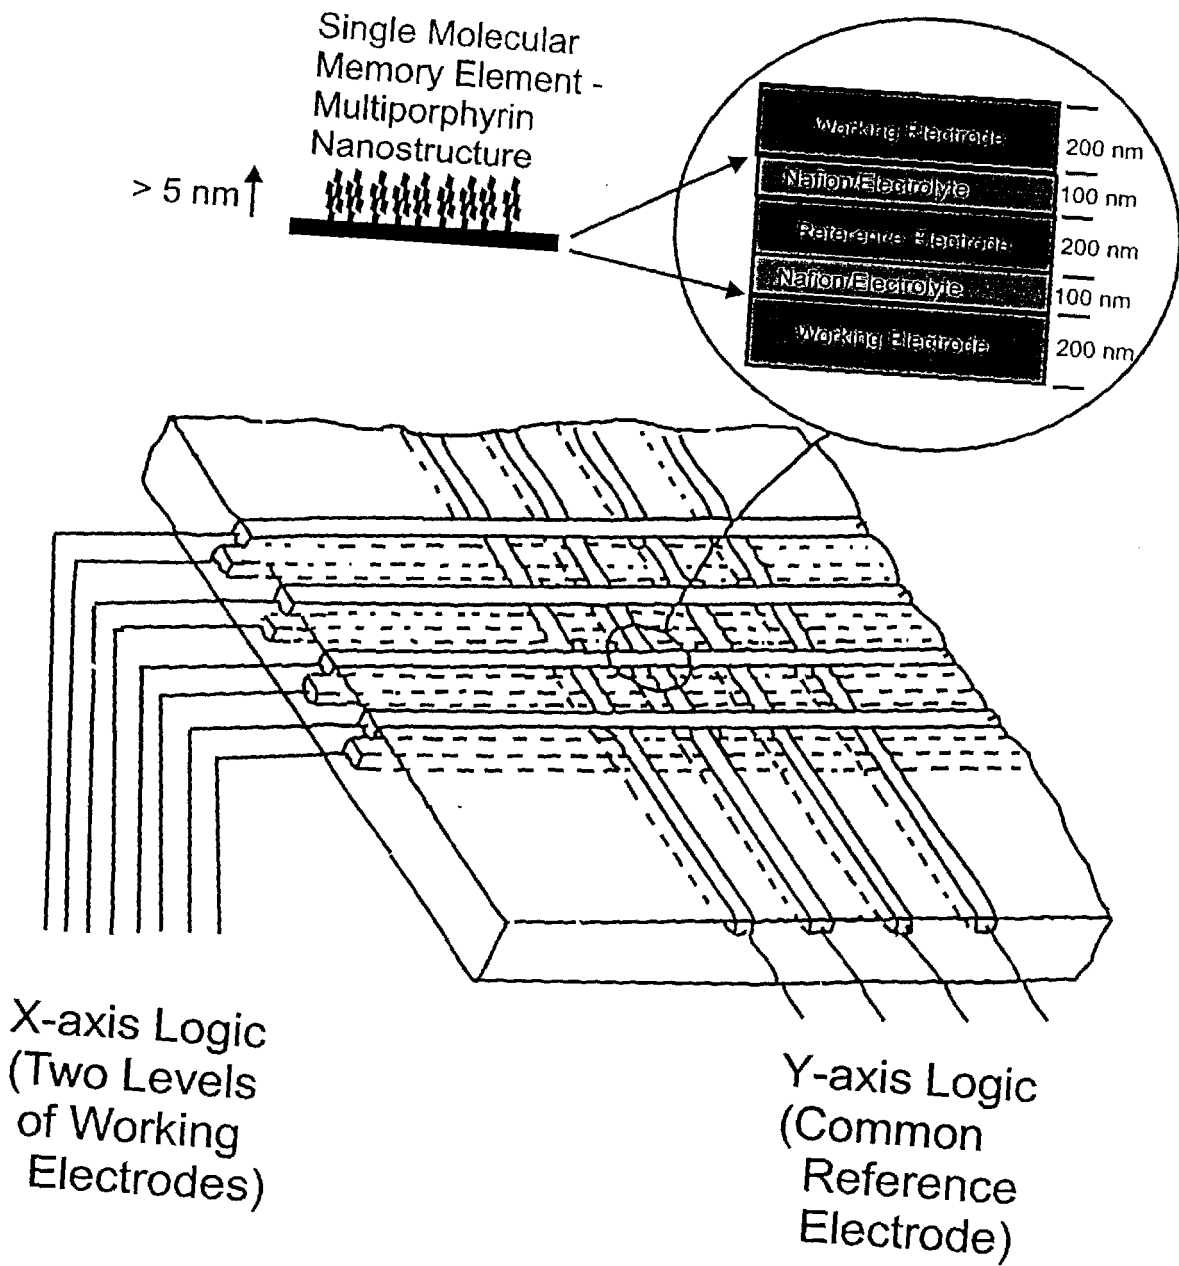 Single Molecular
Memory Element -
Multiporphyrin
Nanostructure
> 5 nm
Working Electrode
200 nm
Nafion/Electrolyte
100 nm
Reference Electrode
200 nm
Nafion/Electrolyte
100 nm
Working Electrode
200 nm
X-axis Logic
(Two Levels
of Working
Electrodes)
Y-axis Logic
(Common
Reference
Electrode)